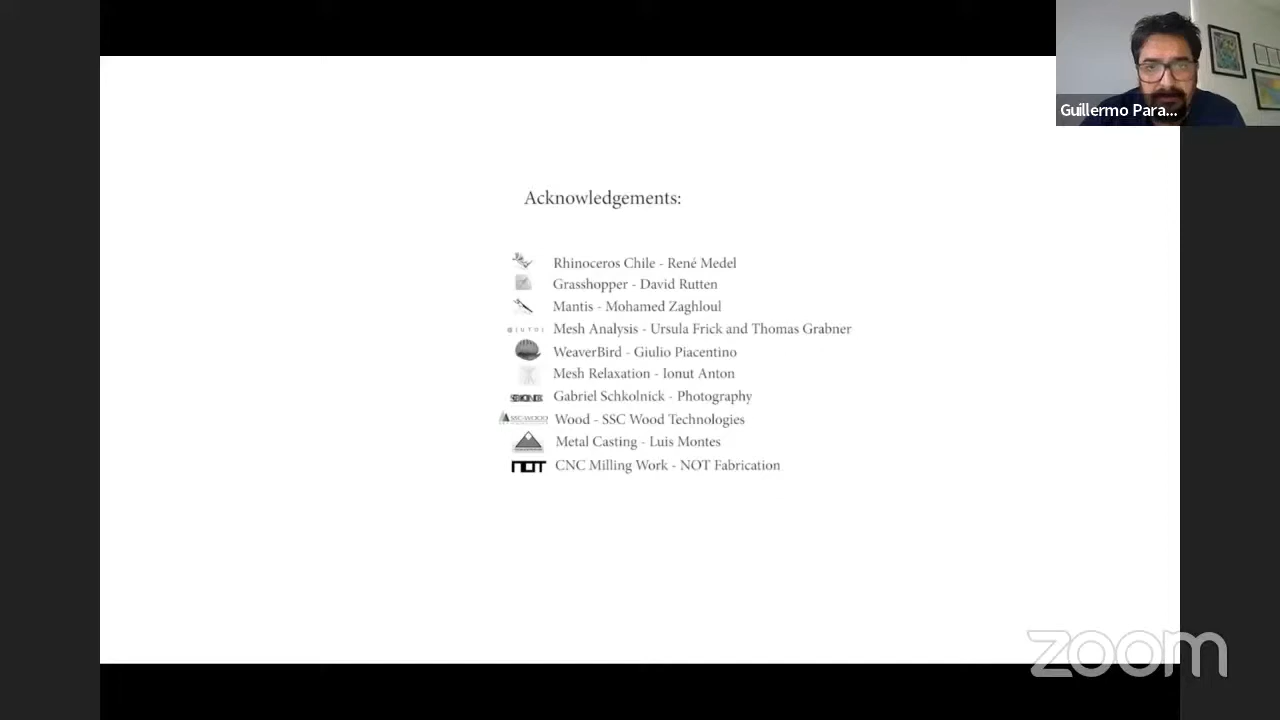 Guillermo Para...
Acknowledgements:
Rhinoceros Chile - René Medel
Grasshopper - David Rutten
Mantis - Mohamed Zaghloul
Mesh Analysis - Ursula Frick and Thomas Grabner
WeaverBird - Giulio Piacentino
Mesh Relaxation - Ionut Anton
Gabriel Schkolnick - Photography
SSC WOOD Wood - SSC Wood Technologies
Metal Casting - Luis Montes
NOT CNC Milling Work - NOT Fabrication
zoom